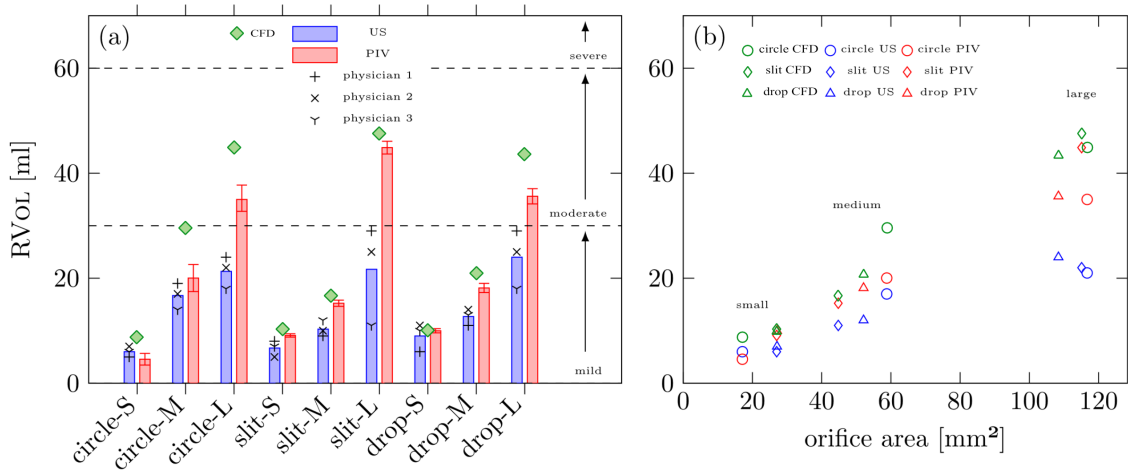 (a)
CFD US
PIV
physician 1
physician 2
physician 3
severe
moderate
mild
RVOL [ml]
60
40
20
0
circle-S
circle-M
circle-L
slit-S
slit-M
slit-L
drop-S
drop-M
drop-L
(b)
circle CFD circle US circle PIV
slit CFD slit US slit PIV
drop CFD drop US drop PIV
large
medium
small
60
40
20
0
0 20 40 60 80 100 120
orifice area [mm²]